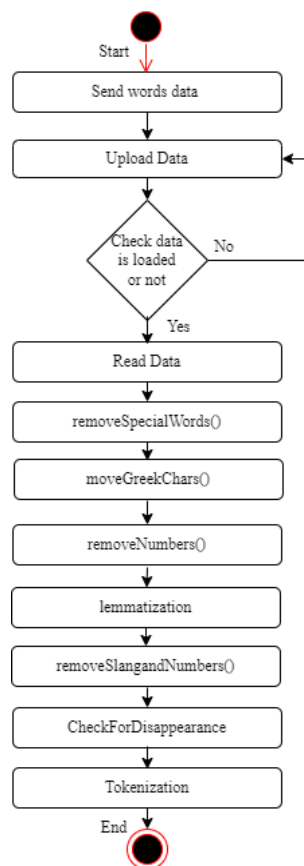 Start
Send words data
Upload Data
Check data
is loaded
or not
No
Yes
Read Data
removeSpecialWords()
moveGreekChars()
removeNumbers()
lemmatization
removeSlangandNumbers()
CheckForDisappearance
Tokenization
End